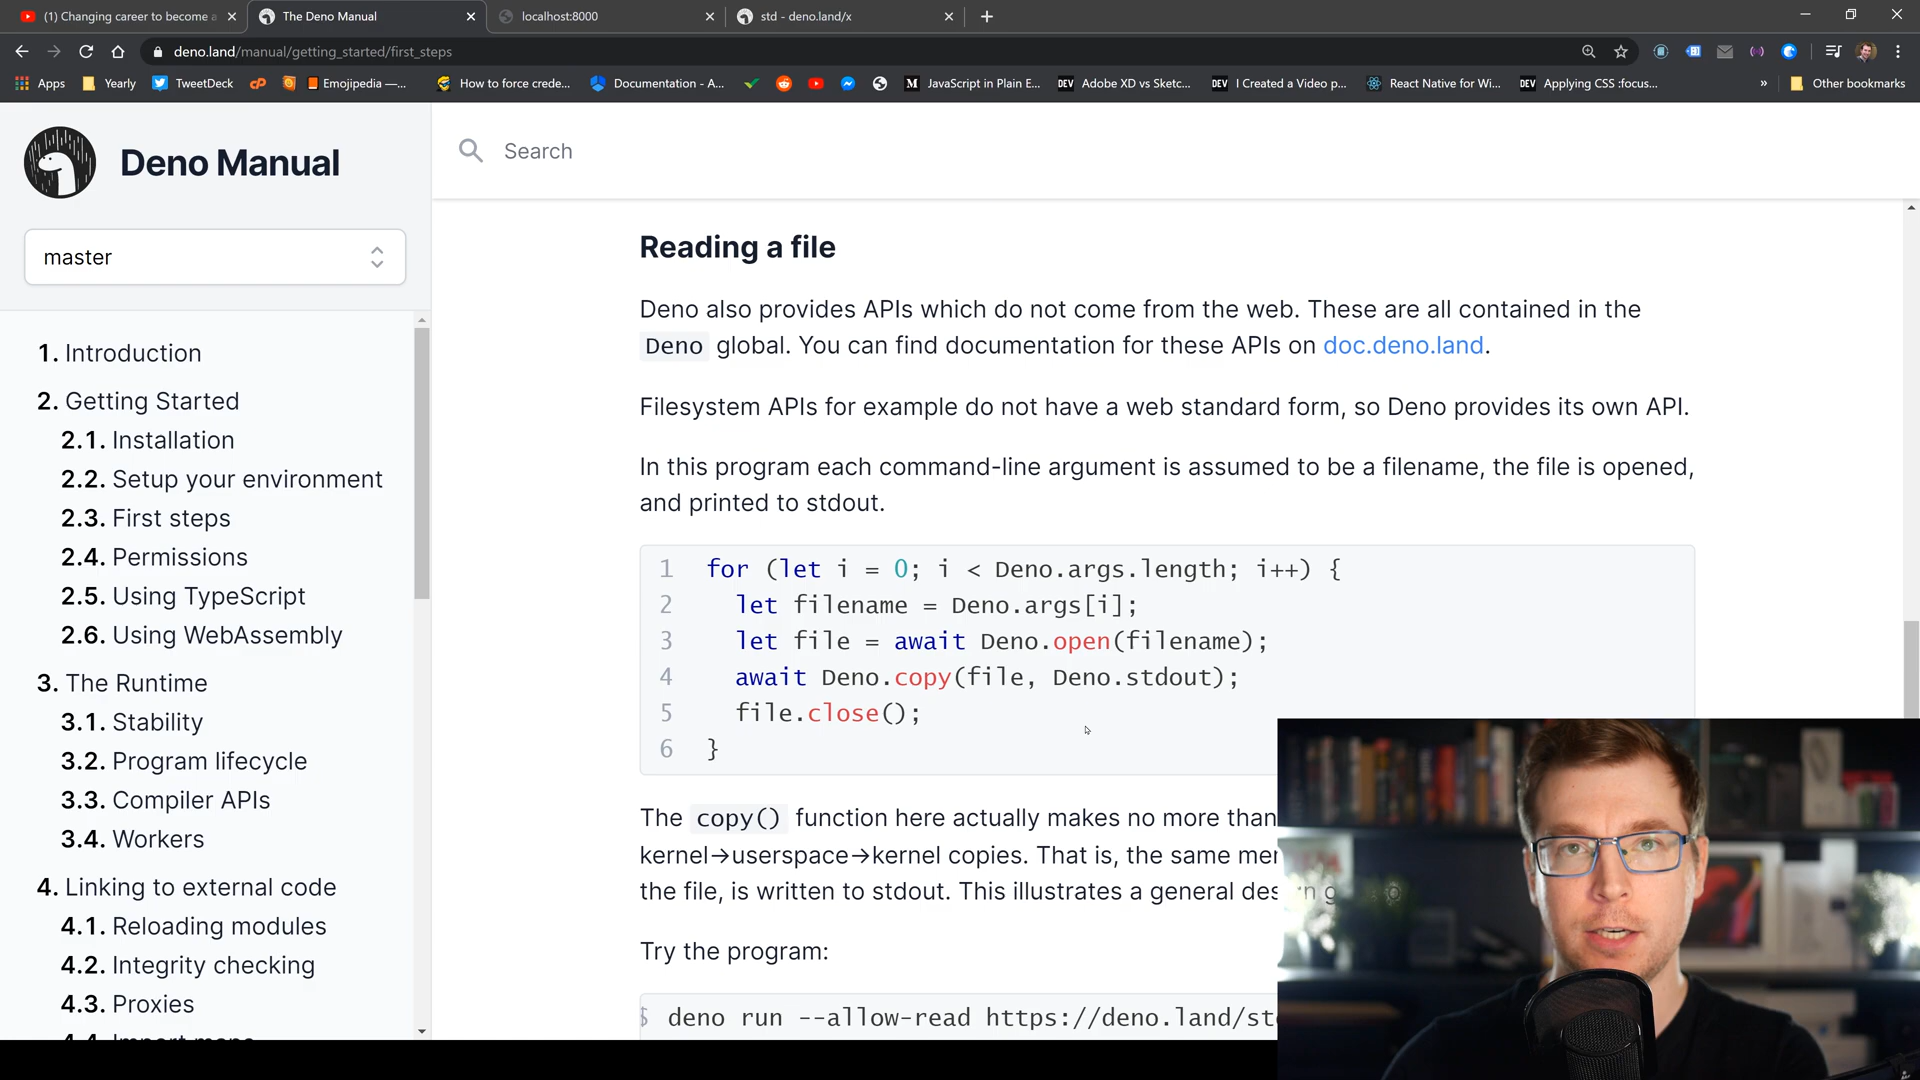 (1) Changing career to become a
The Deno Manual
localhost:8000
std - deno.land/x
deno.land/manual/getting_started/first_steps
Apps
Yearly
TweetDeck
Emojipedia —...
How to force crede...
Documentation - A...
JavaScript in Plain E...
DEV Adobe XD vs Sketc...
DEV I Created a Video p...
React Native for Wi...
DEV Applying CSS :focus...
» Other bookmarks
Deno Manual
Search
master
1. Introduction
2. Getting Started
2.1. Installation
2.2. Setup your environment
2.3. First steps
2.4. Permissions
2.5. Using TypeScript
2.6. Using WebAssembly
3. The Runtime
3.1. Stability
3.2. Program lifecycle
3.3. Compiler APIs
3.4. Workers
4. Linking to external code
4.1. Reloading modules
4.2. Integrity checking
4.3. Proxies
4.4. Import maps
Reading a file
Deno also provides APIs which do not come from the web. These are all contained in the
Deno global. You can find documentation for these APIs on doc.deno.land.
Filesystem APIs for example do not have a web standard form, so Deno provides its own API.
In this program each command-line argument is assumed to be a filename, the file is opened,
and printed to stdout.
1 for (let i = 0; i < Deno.args.length; i++) {
2 let filename = Deno.args[i];
3 let file = await Deno.open(filename);
4 await Deno.copy(file, Deno.stdout);
5 file.close();
6 }
The copy() function here actually makes no more than
kernel→userspace→kernel copies. That is, the same
the file, is written to stdout. This illustrates a general
Try the program:
$ deno run --allow-read https://deno.land/st